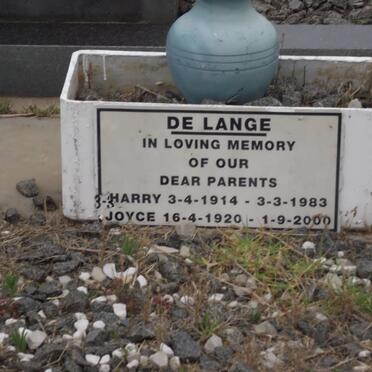 DE LANGE
IN LOVING MEMORY
OF OUR
DEAR PARENTS
HARRY 3-4-1914 - 3-3-1983
JOYCE 16-4-1920 - 1-9-2000